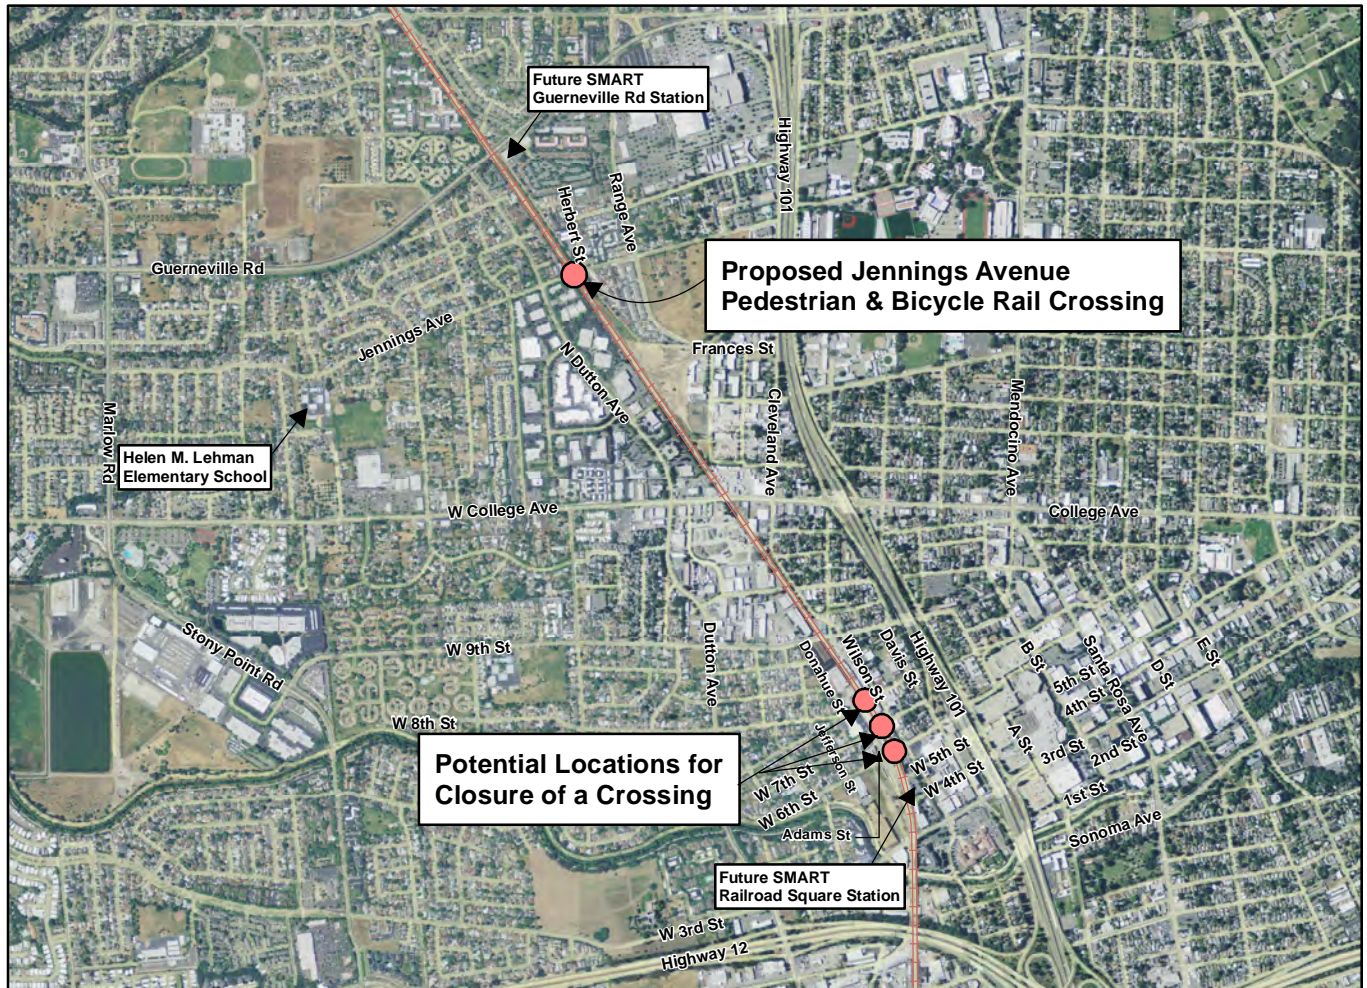 Future SMART
Guerneville Rd Station
Highway 101
Range Ave
Herbert St
Guerneville Rd
Proposed Jennings Avenue
Pedestrian & Bicycle Rail Crossing
Jennings Ave
Frances St
N Dutton Ave
Cleveland Ave
Mendocino Ave
Marlow Rd
Helen M. Lehman
Elementary School
W College Ave
College Ave
Stony Point Rd
W 9th St
Dutton Ave
Donahue St
Wilson St
Davis St
Highway 101
B St
Santa Rosa Ave
5th St
4th St
D St
E St
W 8th St
A St
3rd St
2nd St
1st St
Jefferson St
Potential Locations for
Closure of a Crossing
W 7th St
W 6th St
W 5th St
W 4th St
Adams St
Sonoma Ave
Future SMART
Railroad Square Station
W 3rd St
Highway 12